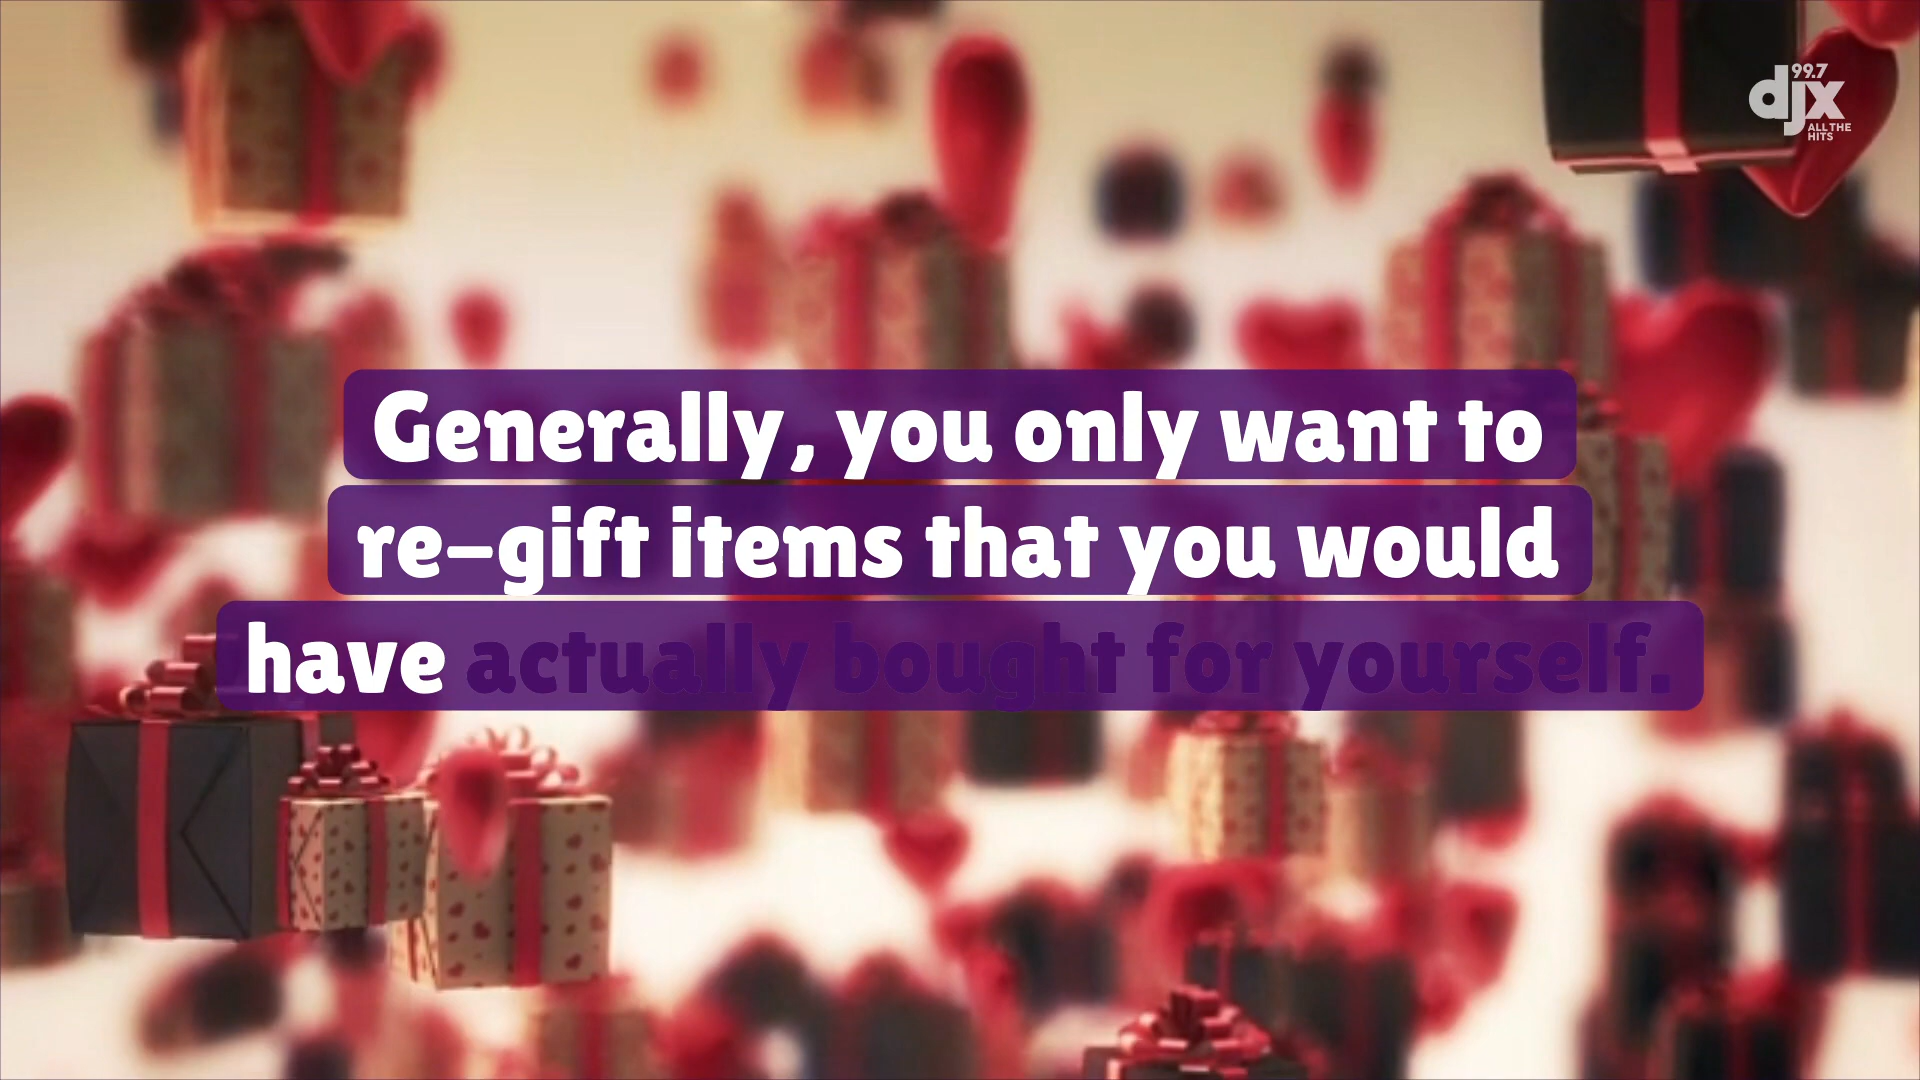 99.7
djx
ALL THE
HITS
Generally, you only want to
re-gift items that you would
have actually bought for yourself.